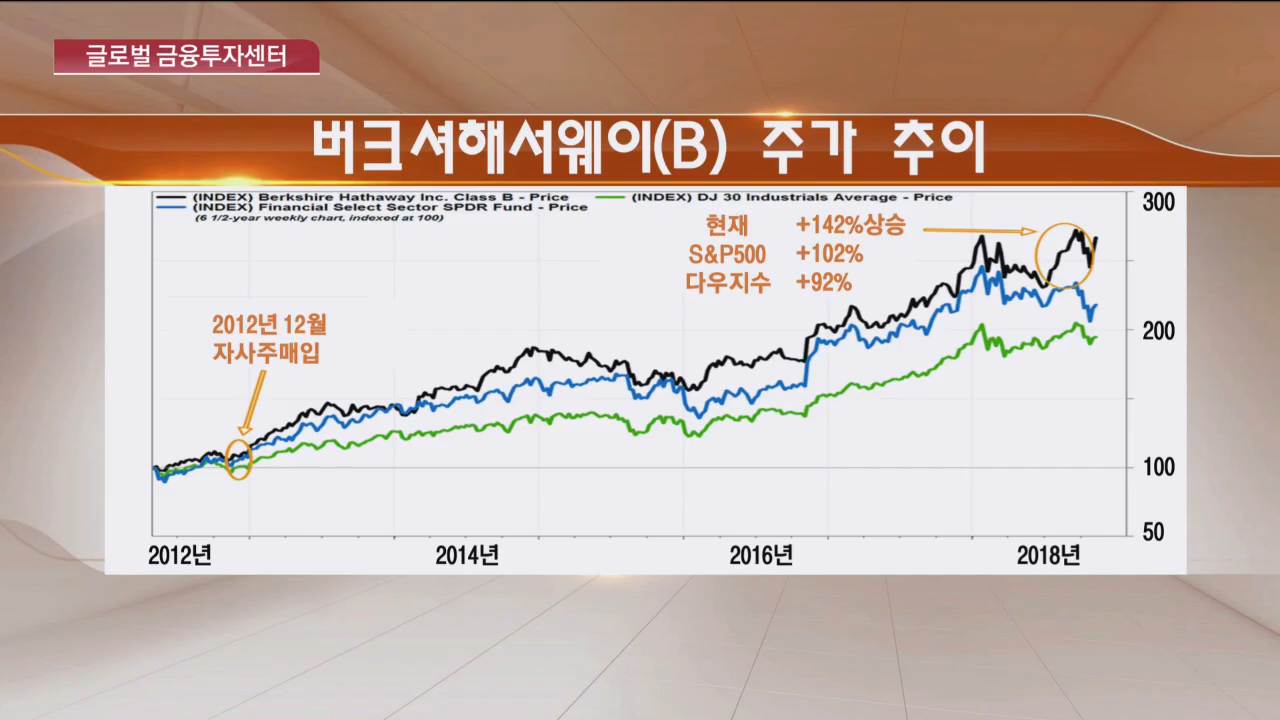 글로벌 금융투자센터
버크셔해서웨이(B) 주가 추이
(INDEX) Berkshire Hathaway Inc. Class B - Price (INDEX) DJ 30 Industrials Average - Price
(INDEX) Financial Select Sector SPDR Fund - Price
(6 1/2-year weekly chart, indexed at 100)
현재 +142%상승
S&P500 +102%
다우지수 +92%
2012년 12월
자사주매입
300
200
100
50
2012년 2014년 2016년 2018년